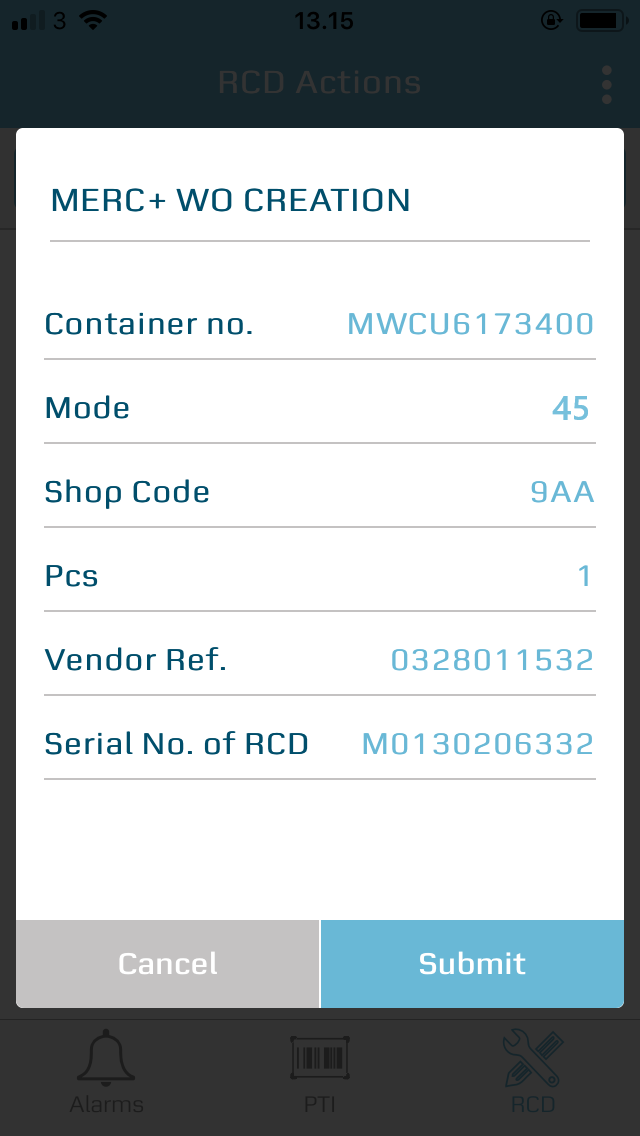 3 13.15
RCD Actions
MERC+ WO CREATION
Container no. MWCU6173400
Mode 45
Shop Code 9AA
Pcs 1
Vendor Ref. 0328011532
Serial No. of RCD M0130206332
Cancel Submit
Alarms PTI RCD